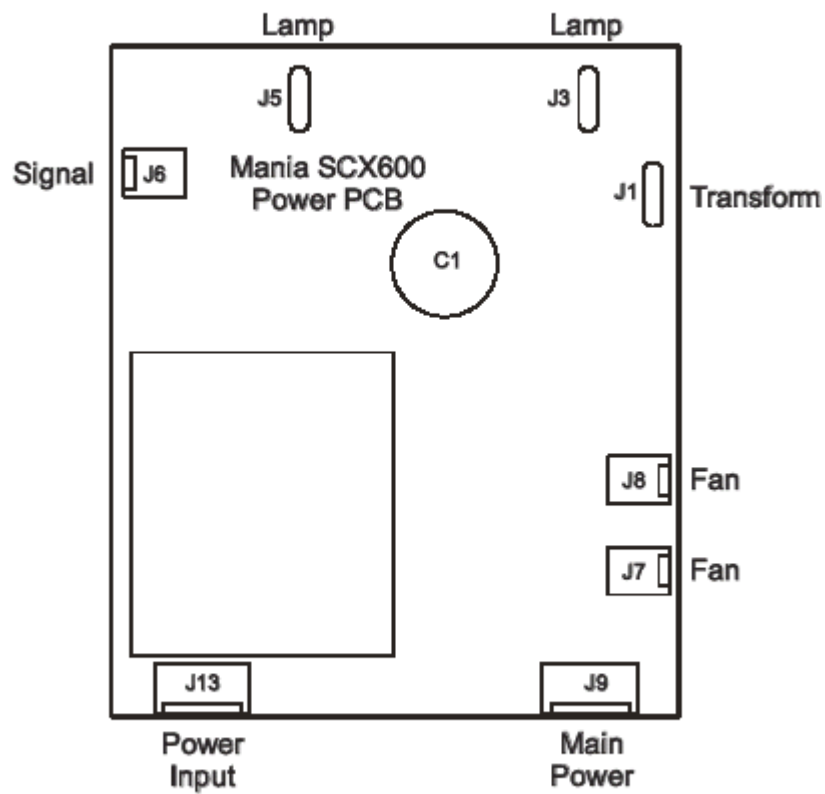 Lamp
Lamp
J5
J3
Signal
J6
Mania SCX600
Power PCB
J1
Transform
C1
J8
Fan
J7
Fan
J13
J9
Power
Input
Main
Power